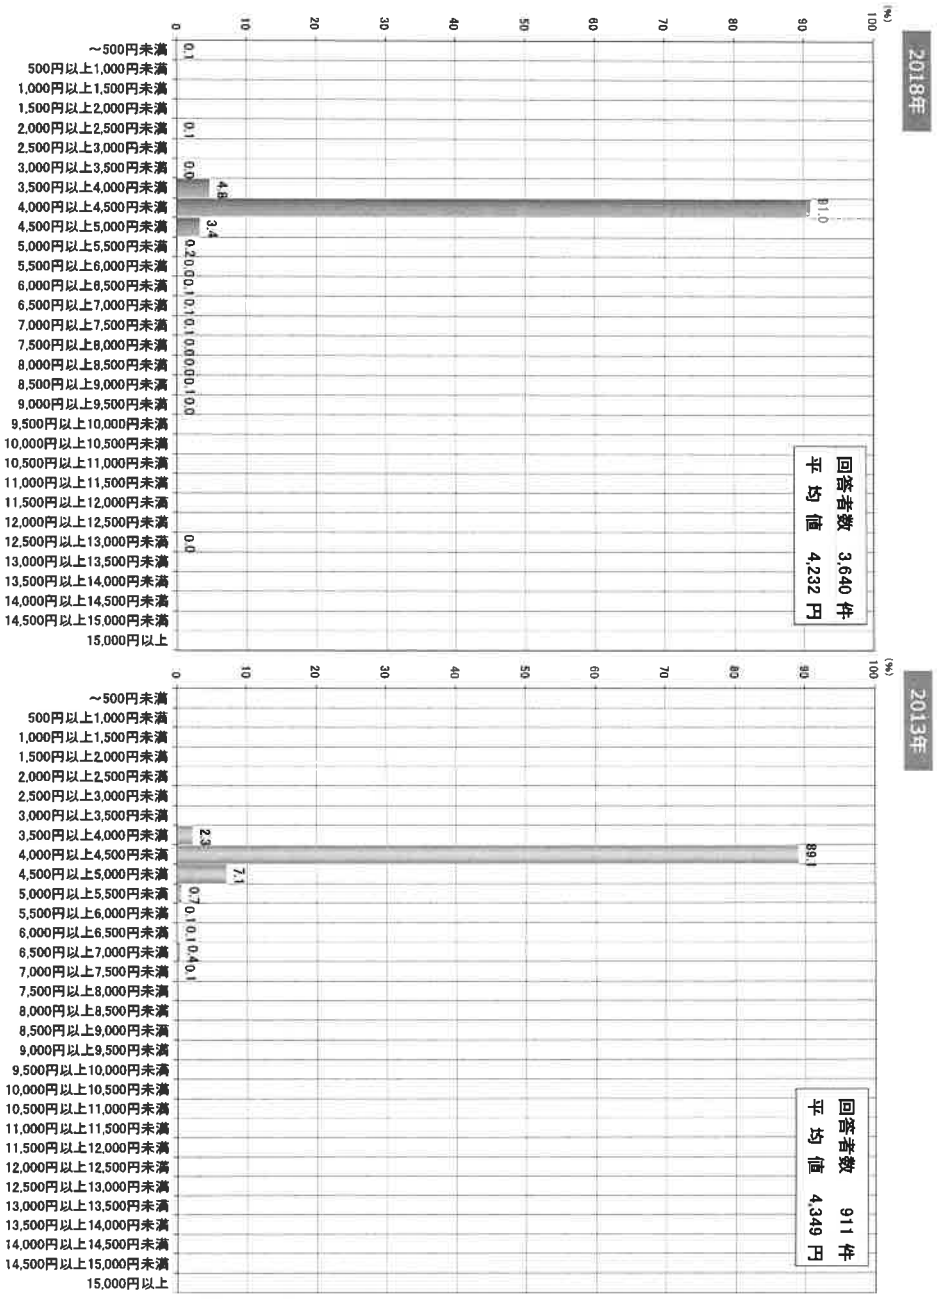 2018年
(%)
100
90
80
70
60
50
40
30
20
10
0
0.1
0.1
0.0
4.8
91.0
3.4
0.2 0.0 0.1 0.1 0.1 0.0 0.0 0.1 0.0
0.0
回答者数 3,640 件
平均値 4,232 円
～500円未満
500円以上1,000円未満
1,000円以上1,500円未満
1,500円以上2,000円未満
2,000円以上2,500円未満
2,500円以上3,000円未満
3,000円以上3,500円未満
3,500円以上4,000円未満
4,000円以上4,500円未満
4,500円以上5,000円未満
5,000円以上5,500円未満
5,500円以上6,000円未満
6,000円以上6,500円未満
6,500円以上7,000円未満
7,000円以上7,500円未満
7,500円以上8,000円未満
8,000円以上8,500円未満
8,500円以上9,000円未満
9,000円以上9,500円未満
9,500円以上10,000円未満
10,000円以上10,500円未満
10,500円以上11,000円未満
11,000円以上11,500円未満
11,500円以上12,000円未満
12,000円以上12,500円未満
12,500円以上13,000円未満
13,000円以上13,500円未満
13,500円以上14,000円未満
14,000円以上14,500円未満
14,500円以上15,000円未満
15,000円以上
2013年
(%)
100
90
80
70
60
50
40
30
20
10
0
2.3
89.1
7.1
0.7 0.1 0.1 0.4 0.1
回答者数 911 件
平均値 4,349 円
～500円未満
500円以上1,000円未満
1,000円以上1,500円未満
1,500円以上2,000円未満
2,000円以上2,500円未満
2,500円以上3,000円未満
3,000円以上3,500円未満
3,500円以上4,000円未満
4,000円以上4,500円未満
4,500円以上5,000円未満
5,000円以上5,500円未満
5,500円以上6,000円未満
6,000円以上6,500円未満
6,500円以上7,000円未満
7,000円以上7,500円未満
7,500円以上8,000円未満
8,000円以上8,500円未満
8,500円以上9,000円未満
9,000円以上9,500円未満
9,500円以上10,000円未満
10,000円以上10,500円未満
10,500円以上11,000円未満
11,000円以上11,500円未満
11,500円以上12,000円未満
12,000円以上12,500円未満
12,500円以上13,000円未満
13,000円以上13,500円未満
13,500円以上14,000円未満
14,000円以上14,500円未満
14,500円以上15,000円未満
15,000円以上